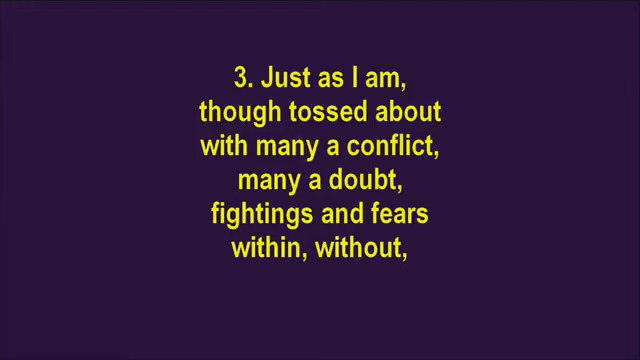 3. Just as I am,
though tossed about
with many a conflict,
many a doubt,
fightings and fears
within, without,